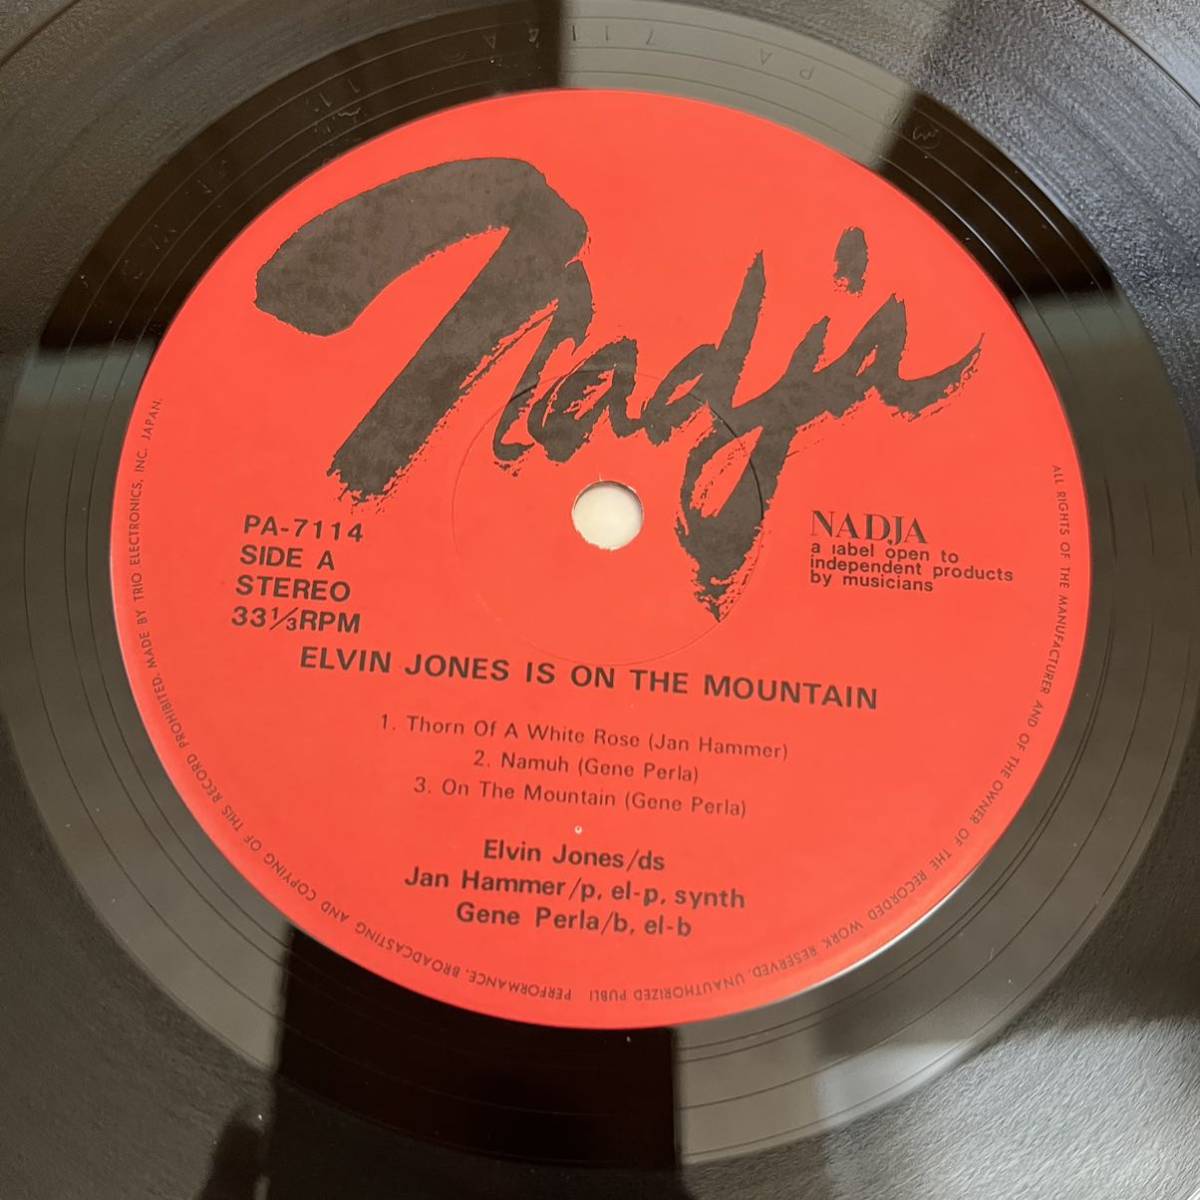 PA 7114 A
Nadja
NADJA
a label open to
independent products
by musicians
PA-7114
SIDE A
STEREO
33⅓RPM
ELVIN JONES IS ON THE MOUNTAIN
1. Thorn Of A White Rose (Jan Hammer)
2. Namuh (Gene Perla)
3. On The Mountain (Gene Perla)
Elvin Jones/ds
Jan Hammer/p, el-p, synth
Gene Perla/b, el-b
ALL RIGHTS OF THE MANUFACTURER AND OF THE OWNER OF THE RECORDED WORK RESERVED. UNAUTHORIZED PUBLI PERFORMANCE, BROADCASTING AND COPYING OF THIS RECORD PROHIBITED. MADE BY TRIO ELECTRONICS, INC. JAPAN.